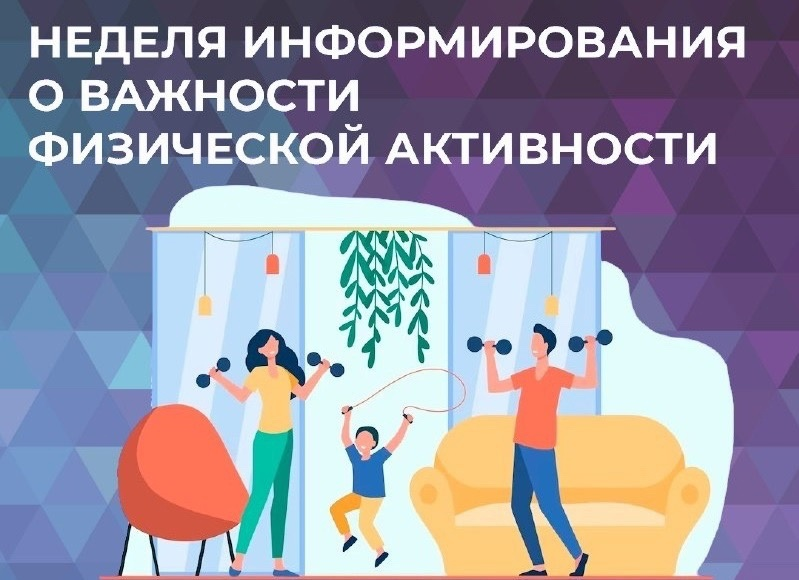 НЕДЕЛЯ ИНФОРМИРОВАНИЯ
О ВАЖНОСТИ
ФИЗИЧЕСКОЙ АКТИВНОСТИ